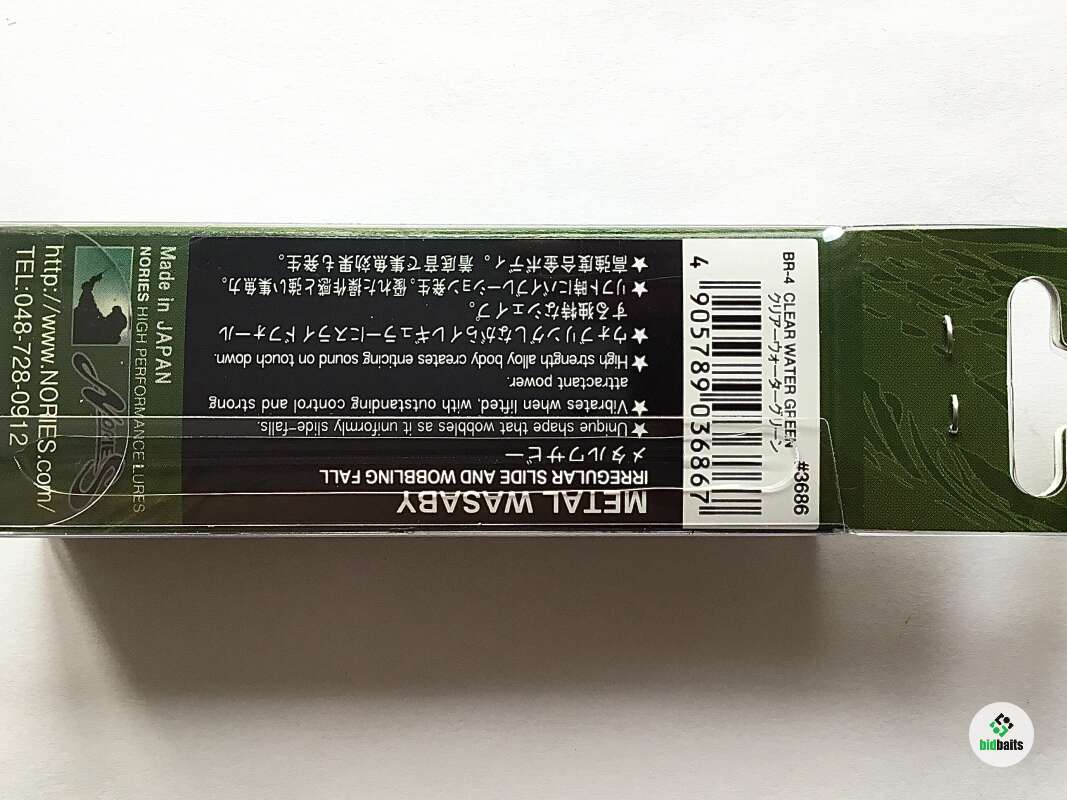 METAL WASABY
IRREGULAR SLIDE AND WOBBLING FALL
メタルワサビー
★Unique shape that wobbles as it uniformly slide-falls.
★Vibrates when lifted, with outstanding control and strong
attractant power.
★High strength alloy body creates enticing sound on touch down.
★ウォブリングしながらイレギュラーにスライドフォール
する独特なシェイプ。
★リフト時にバイブレーション発生。優れた操作感と強い集魚力。
★高強度合金ボディ。着底音で集魚効果も発生。
BR-4 CLEAR WATER GREEN #3686
クリアーウォーターグリーン
4 905789 036867
Made in JAPAN
NORIES HIGH PERFORMANCE LURES
NORIES
http://www.NORIES.com/
TEL:048-728-0912
bidbaits